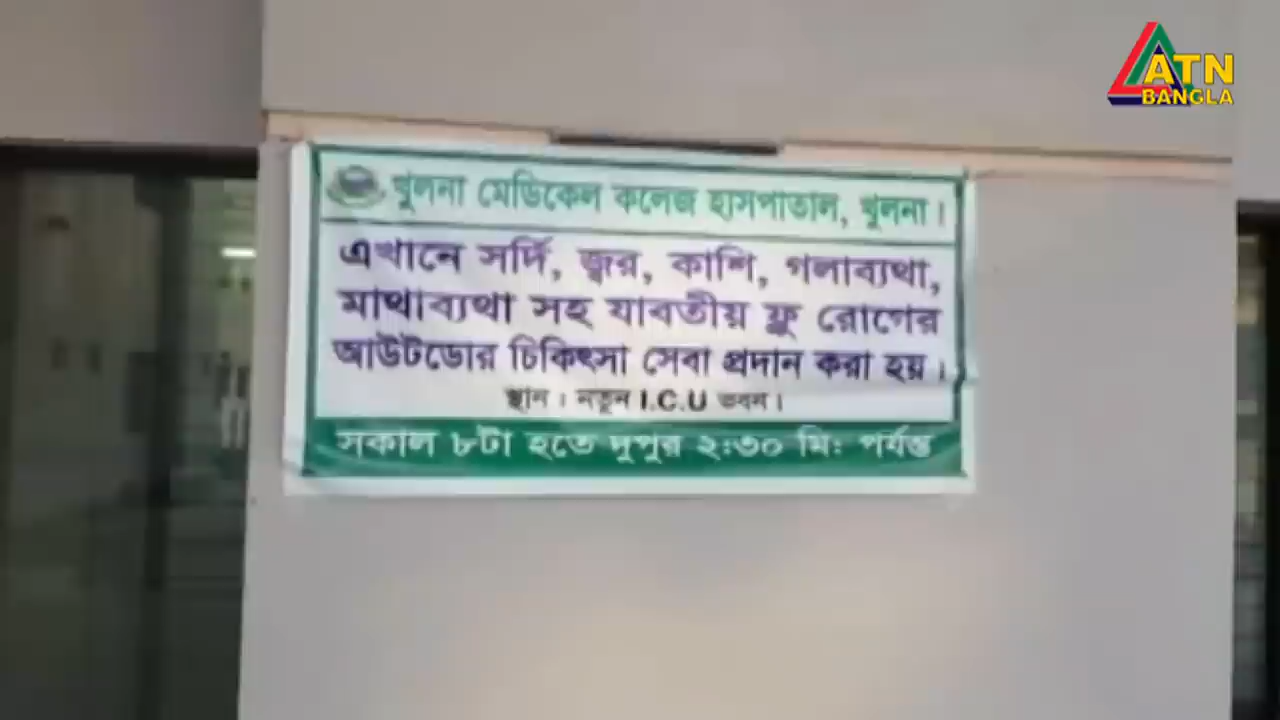 ATN
BANGLA
খুলনা মেডিকেল কলেজ হাসপাতাল, খুলনা।
এখানে সর্দি, জ্বর, কাশি, গলাব্যথা,
মাথাব্যথা সহ যাবতীয় ফ্লু রোগের
আউটডোর চিকিৎসা সেবা প্রদান করা হয়।
স্থান। নতুন I.C.U ভবন।
সকাল ৮টা হতে দুপুর ২:৩০ মি: পর্যন্ত